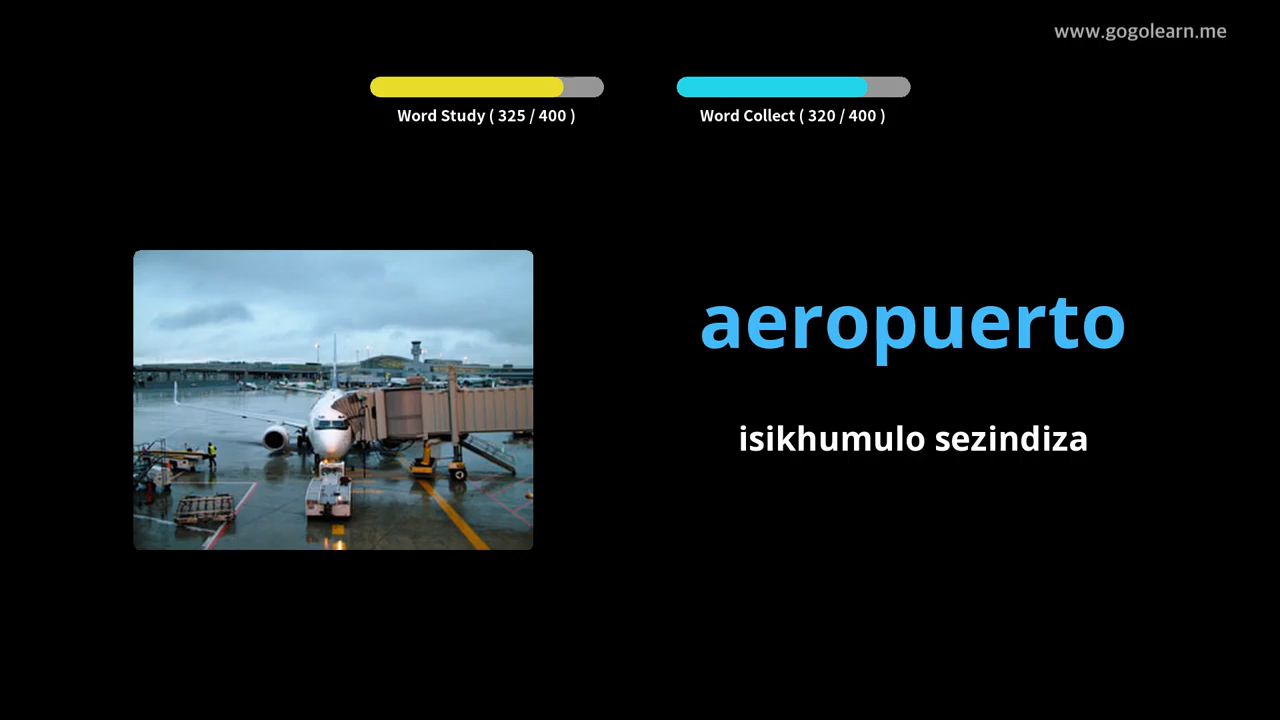 www.gogolearn.me
Word Study ( 325 / 400 )
Word Collect ( 320 / 400 )
aeropuerto
isikhumulo sezindiza